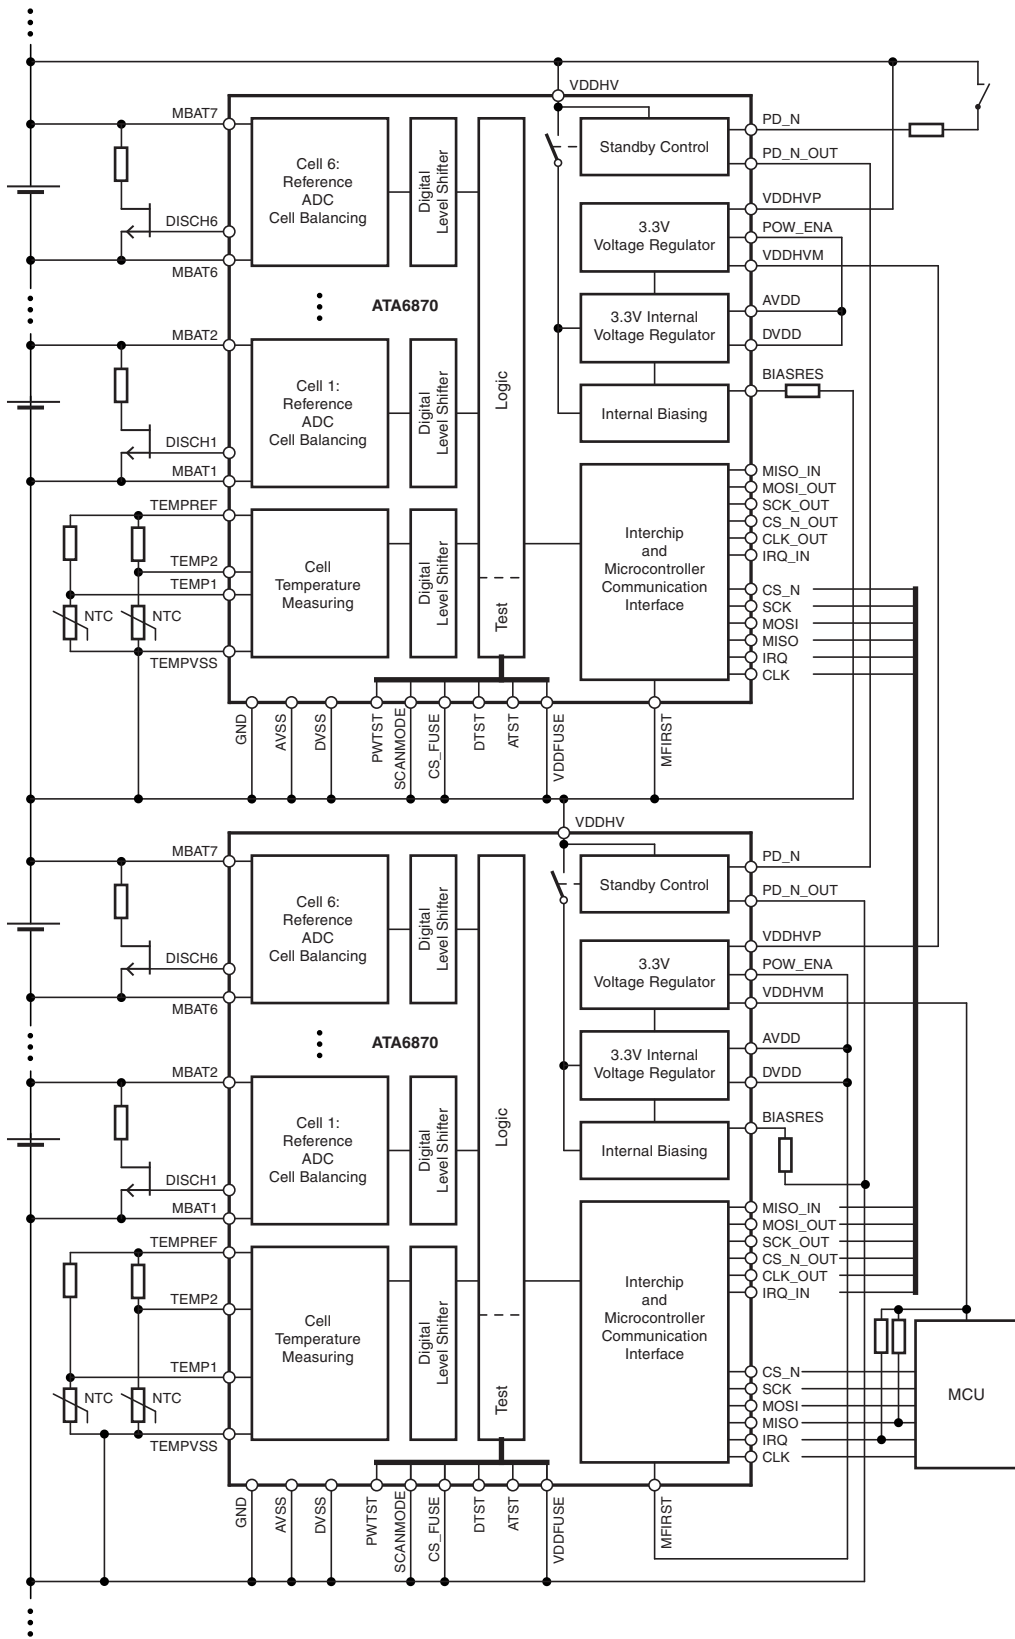 VDDHV
MBAT7
PD_N
Cell 6:
Reference
ADC
Cell Balancing
Digital
Level Shifter
Standby Control
PD_N_OUT
VDDHVP
DISCH6
3.3V
Voltage Regulator
POW_ENA
MBAT6
VDDHVM
ATA6870
3.3V Internal
Voltage Regulator
AVDD
MBAT2
DVDD
Cell 1:
Reference
ADC
Cell Balancing
Digital
Level Shifter
Logic
BIASRES
Internal Biasing
DISCH1
MBAT1
MISO_IN
MOSI_OUT
SCK_OUT
CS_N_OUT
CLK_OUT
IRQ_IN
TEMPREF
TEMP2
TEMP1
Cell
Temperature
Measuring
Digital
Level Shifter
Test
Interchip
and
Microcontroller
Communication
Interface
CS_N
SCK
MOSI
MISO
IRQ
CLK
NTC
NTC
TEMPVSS
GND
AVSS
DVSS
PWTST
SCANMODE
CS_FUSE
DTST
ATST
VDDFUSE
MFIRST
VDDHV
MBAT7
PD_N
Cell 6:
Reference
ADC
Cell Balancing
Digital
Level Shifter
Standby Control
PD_N_OUT
VDDHVP
DISCH6
3.3V
Voltage Regulator
POW_ENA
MBAT6
VDDHVM
ATA6870
3.3V Internal
Voltage Regulator
AVDD
MBAT2
DVDD
Cell 1:
Reference
ADC
Cell Balancing
Digital
Level Shifter
Logic
BIASRES
Internal Biasing
DISCH1
MBAT1
MISO_IN
MOSI_OUT
SCK_OUT
CS_N_OUT
CLK_OUT
IRQ_IN
TEMPREF
TEMP2
TEMP1
Cell
Temperature
Measuring
Digital
Level Shifter
Test
Interchip
and
Microcontroller
Communication
Interface
CS_N
SCK
MOSI
MISO
IRQ
CLK
MCU
NTC
NTC
TEMPVSS
GND
AVSS
DVSS
PWTST
SCANMODE
CS_FUSE
DTST
ATST
VDDFUSE
MFIRST